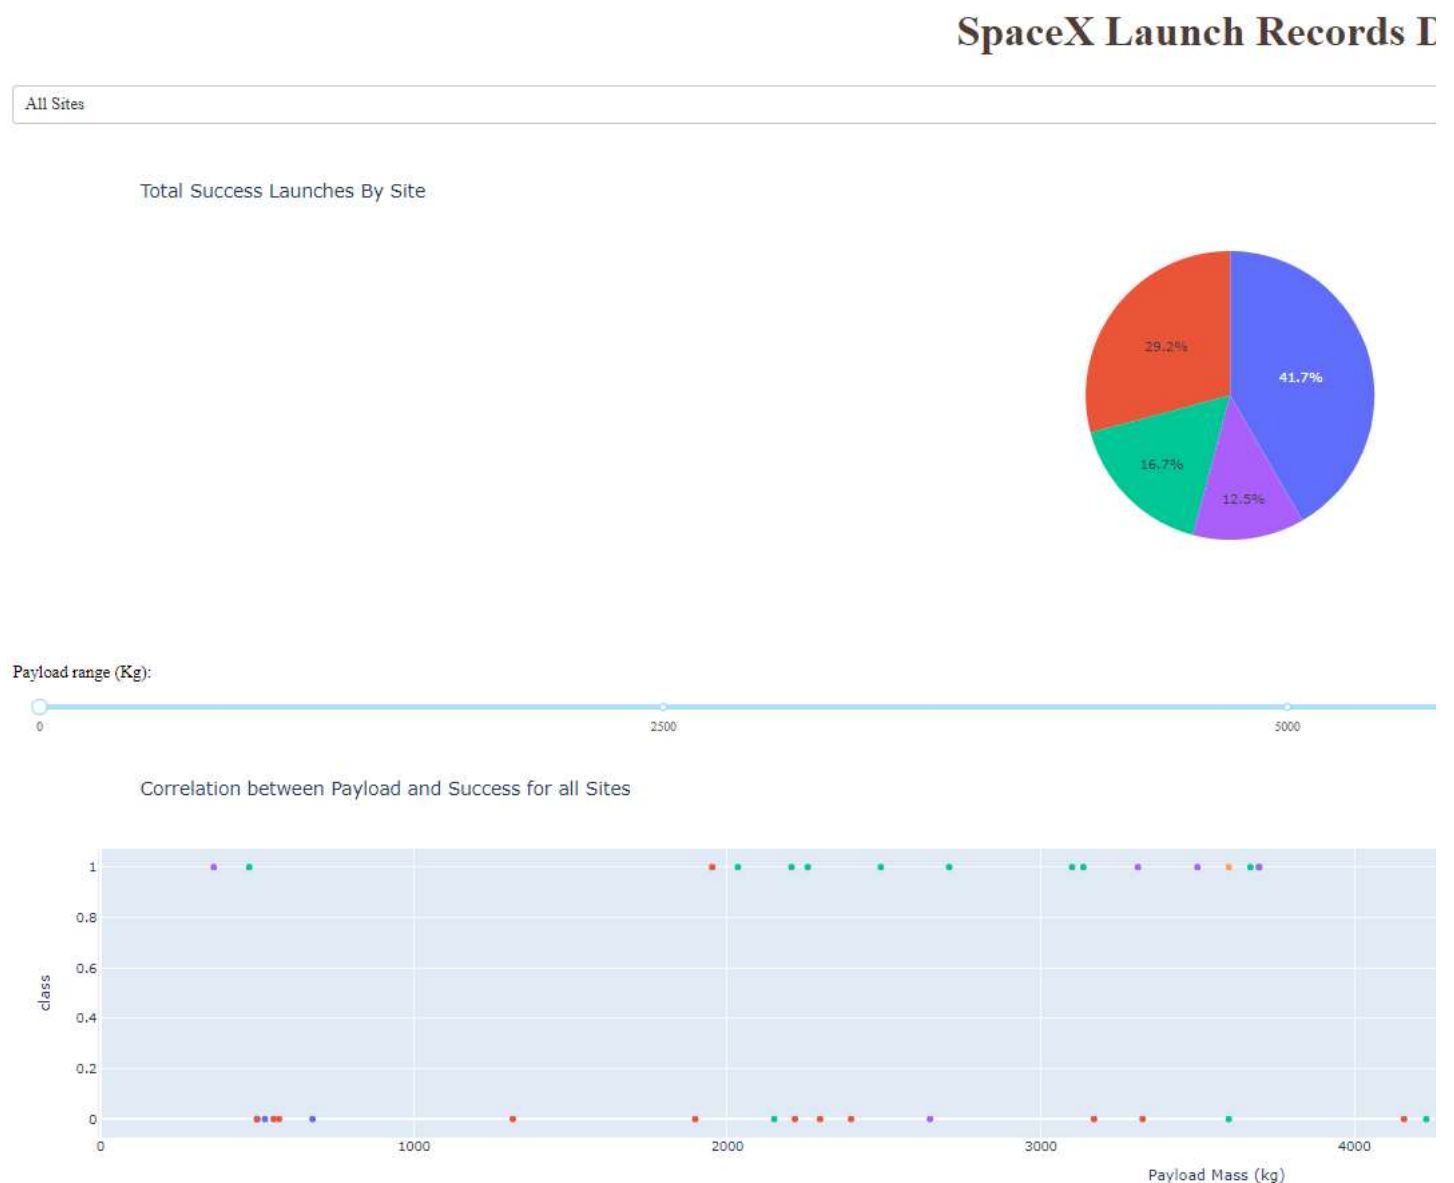 SpaceX Launch Records D
All Sites
Total Success Launches By Site
29.2%
41.7%
16.7%
12.5%
Payload range (Kg):
0 2500 5000
Correlation between Payload and Success for all Sites
1
0.8
0.6
class
0.4
0.2
0
0 1000 2000 3000 4000
Payload Mass (kg)